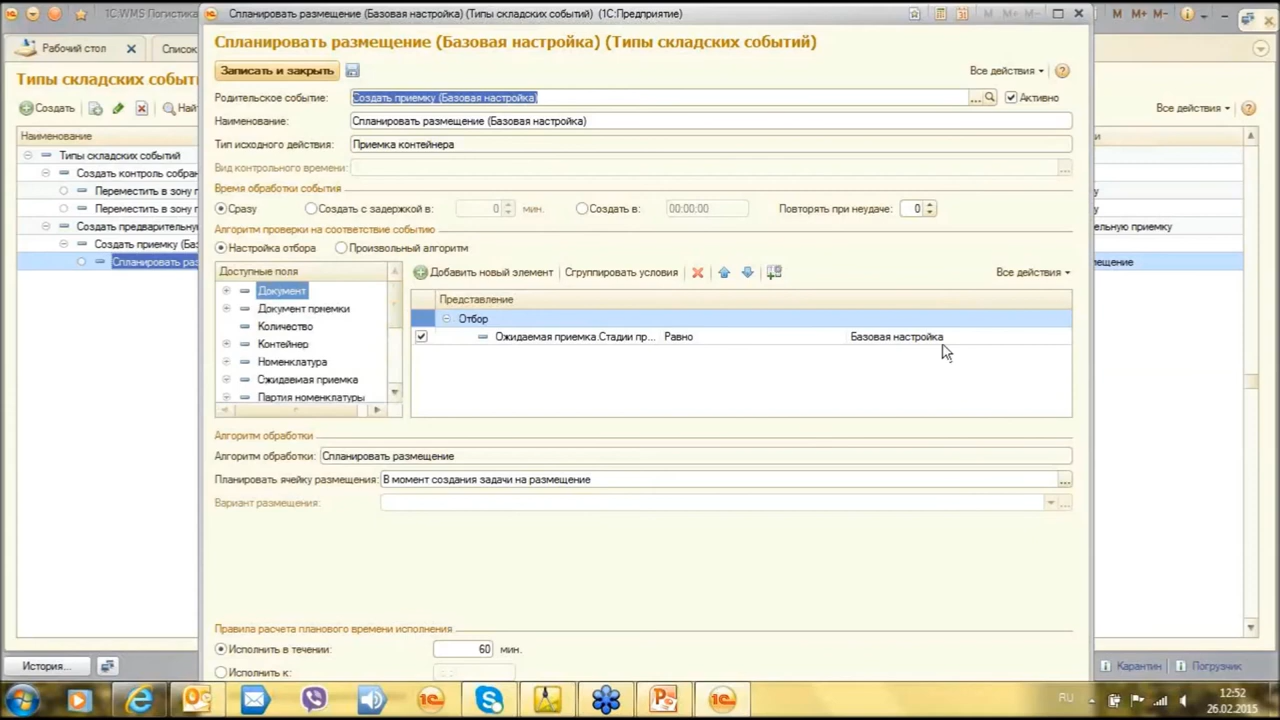 1С:WMS Логистика
Спланировать размещение (Базовая настройка) (Типы складских событий) (1С:Предприятие)
M M+ M-
M M+ M-
Рабочий стол
Список
Спланировать размещение (Базовая настройка) (Типы складских событий)
Типы складских событи
Записать и закрыть
Все действия
Создать
Най
Родительское событие:
Создать приемку (Базовая настройка)
Активно
Все действия
Наименование:
Спланировать размещение (Базовая настройка)
Наименование
Тип исходного действия:
Приемка контейнера
Типы складских событий
Вид контрольного времени:
Создать контроль собран
Время обработки события
Переместить в зону п
Сразу
Создать с задержкой в:
0
мин.
Создать в:
00:00:00
Повторять при неудаче:
0
Переместить в зону п
Создать предварительну
ельную приемку
Алгоритм проверки на соответствие событию
Создать приемку (Баз
Настройка отбора
Произвольный алгоритм
Спланировать раз
мещение
Доступные поля
Добавить новый элемент
Сгруппировать условия
Все действия
Документ
Представление
Документ приемки
Отбор
Количество
Ожидаемая приемка.Стадии пр...
Равно
Базовая настройка
Контейнер
Номенклатура
Ожидаемая приемка
Партия номенклатуры
Алгоритм обработки
Алгоритм обработки:
Спланировать размещение
Планировать ячейку размещения:
В момент создания задачи на размещение
Вариант размещения:
Правила расчета планового времени исполнения
Исполнить в течении:
60
мин.
Исполнить к:
История...
Карантин
Погрузчик
RU
12:52
26.02.2015